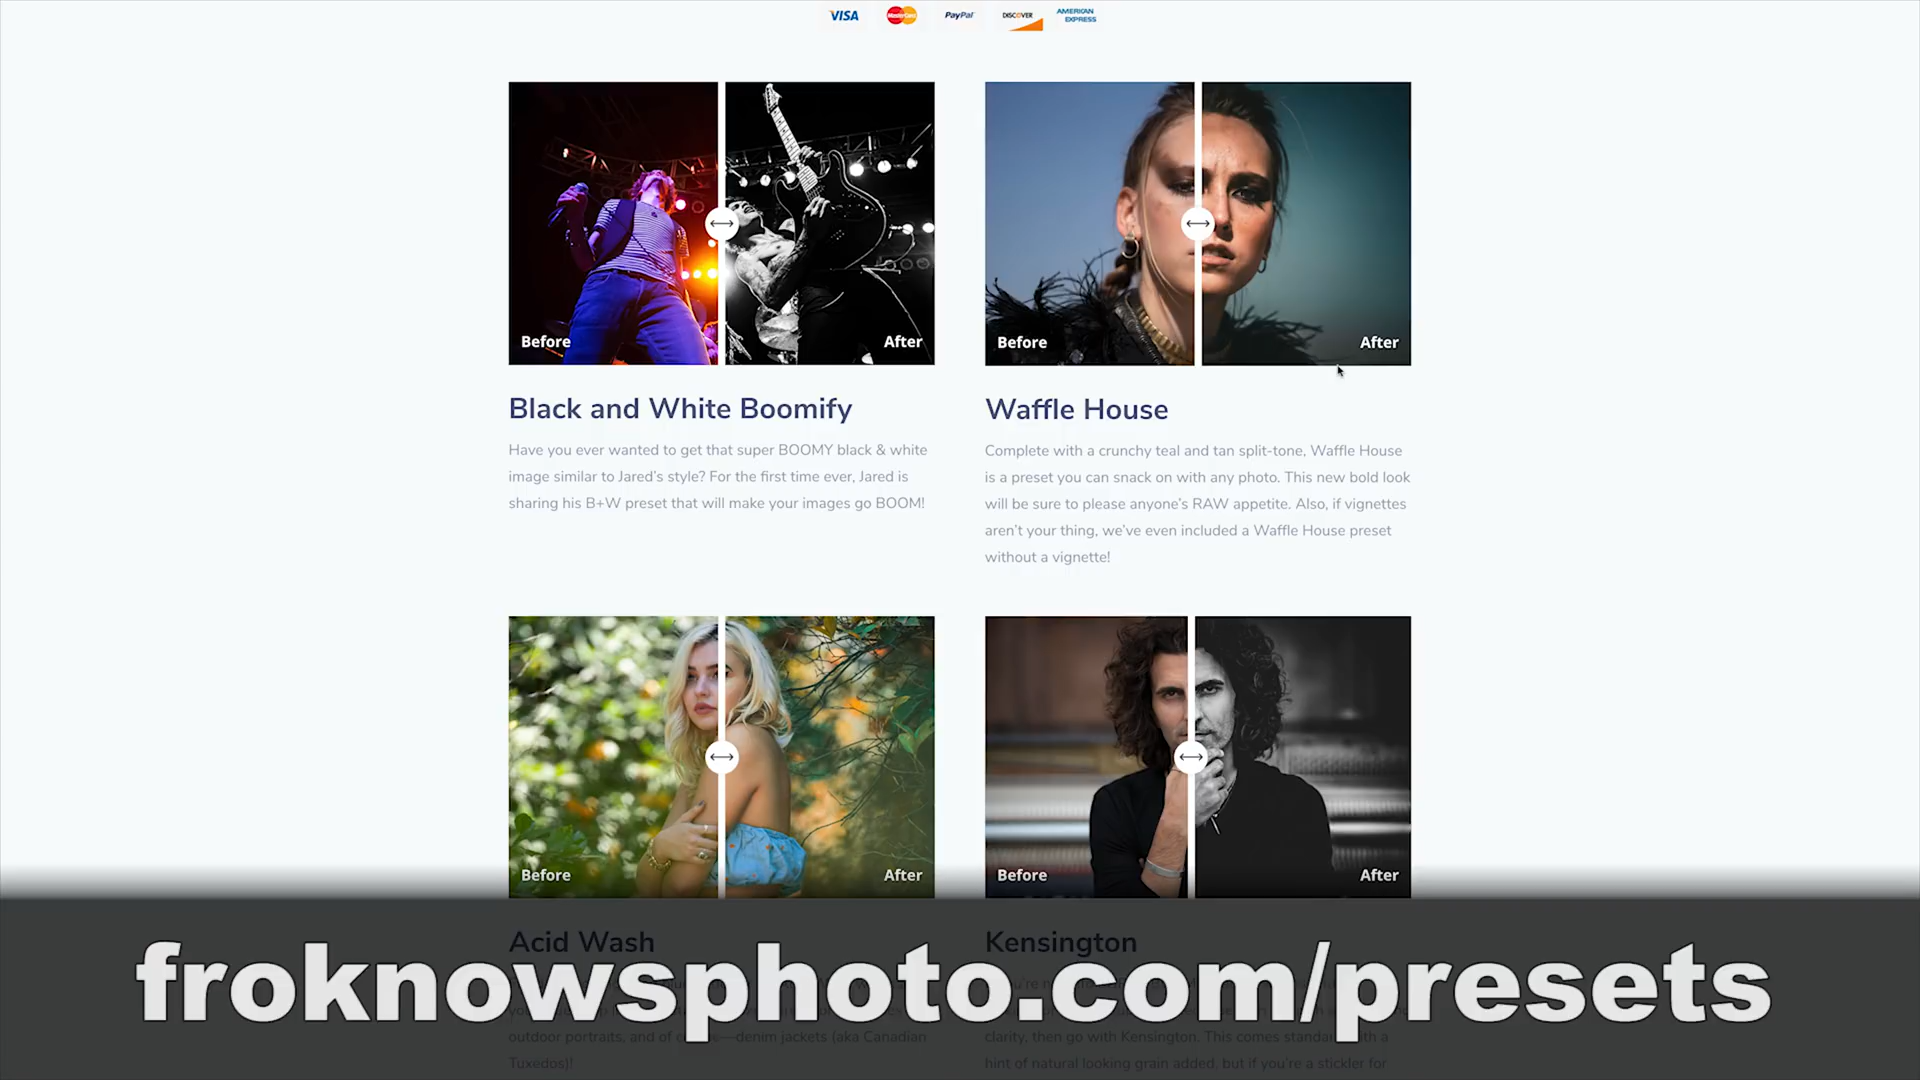 VISA MasterCard PayPal DISCOVER AMERICAN EXPRESS
Before After
Before After
Black and White Boomify
Have you ever wanted to get that super BOOMY black & white
image similar to Jared's style? For the first time ever, Jared is
sharing his B+W preset that will make your images go BOOM!
Waffle House
Complete with a crunchy teal and tan split-tone, Waffle House
is a preset you can snack on with any photo. This new bold look
will be sure to please anyone's RAW appetite. Also, if vignettes
aren't your thing, we've even included a Waffle House preset
without a vignette!
Before After
Before After
Acid Wash
outdoor portraits, and of denim jackets (aka Canadian
Tuxedos)!
Kensington
clarity, then go with Kensington. This comes standard with a
hint of natural looking grain added, but if you're a stickler for
froknowsphoto.com/presets